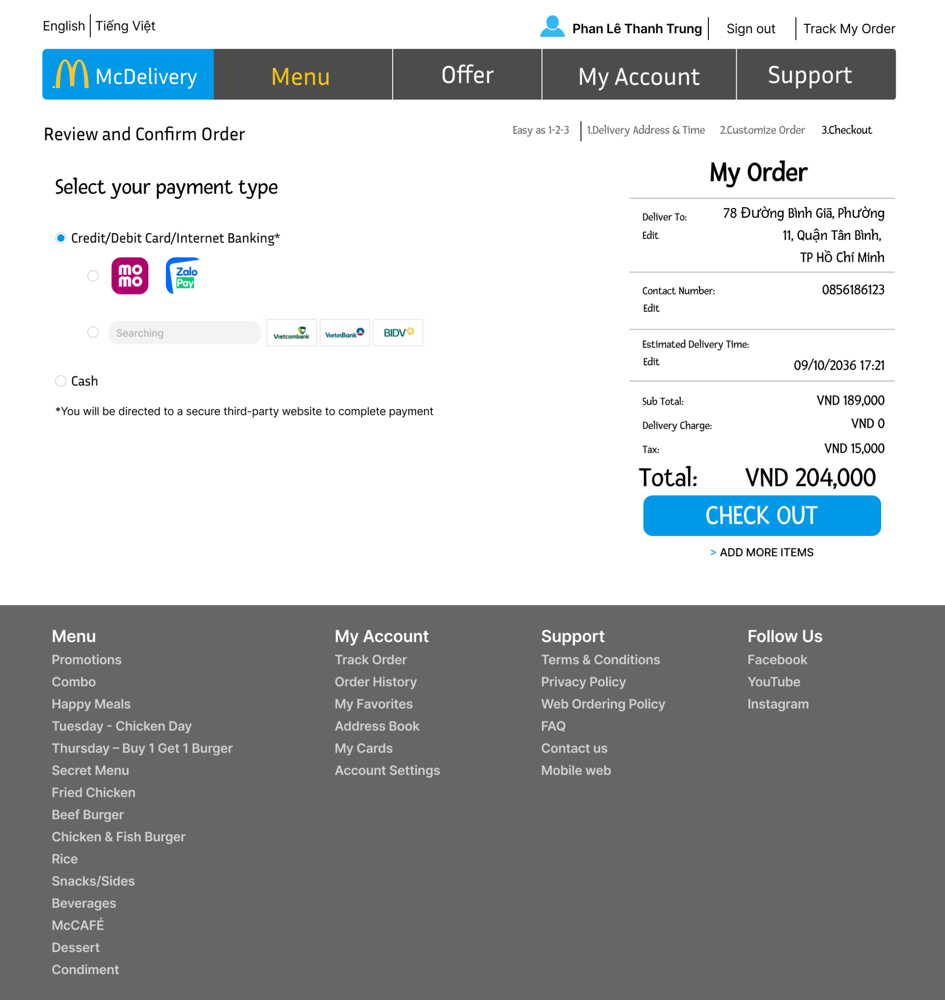 English
Tiếng Việt
Phan Lê Thanh Trung
Sign out
Track My Order
McDelivery
Menu
Offer
My Account
Support
Review and Confirm Order
Easy as 1-2-3
1.Delivery Address & Time
2.Customize Order
3.Checkout
Select your payment type
Credit/Debit Card/Internet Banking*
mo
mo
Zalo
Pay
Searching
Vietcombank
VietinBank
BIDV
Cash
*You will be directed to a secure third-party website to complete payment
My Order
Deliver To:
Edit
78 Đường Bình Giã, Phường
11, Quận Tân Bình,
TP Hồ Chí Minh
Contact Number:
0856186123
Edit
Estimated Delivery Time:
Edit
09/10/2036 17:21
Sub Total:
VND 189,000
Delivery Charge:
VND 0
Tax:
VND 15,000
Total:
VND 204,000
CHECK OUT
> ADD MORE ITEMS
Menu
Promotions
Combo
Happy Meals
Tuesday - Chicken Day
Thursday – Buy 1 Get 1 Burger
Secret Menu
Fried Chicken
Beef Burger
Chicken & Fish Burger
Rice
Snacks/Sides
Beverages
McCAFÉ
Dessert
Condiment
My Account
Track Order
Order History
My Favorites
Address Book
My Cards
Account Settings
Support
Terms & Conditions
Privacy Policy
Web Ordering Policy
FAQ
Contact us
Mobile web
Follow Us
Facebook
YouTube
Instagram